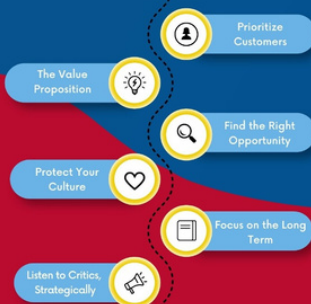 Prioritize
Customers
The Value
Proposition
Find the Right
Opportunity
Protect Your
Culture
Focus on the Long
Term
Listen to Critics,
Strategically